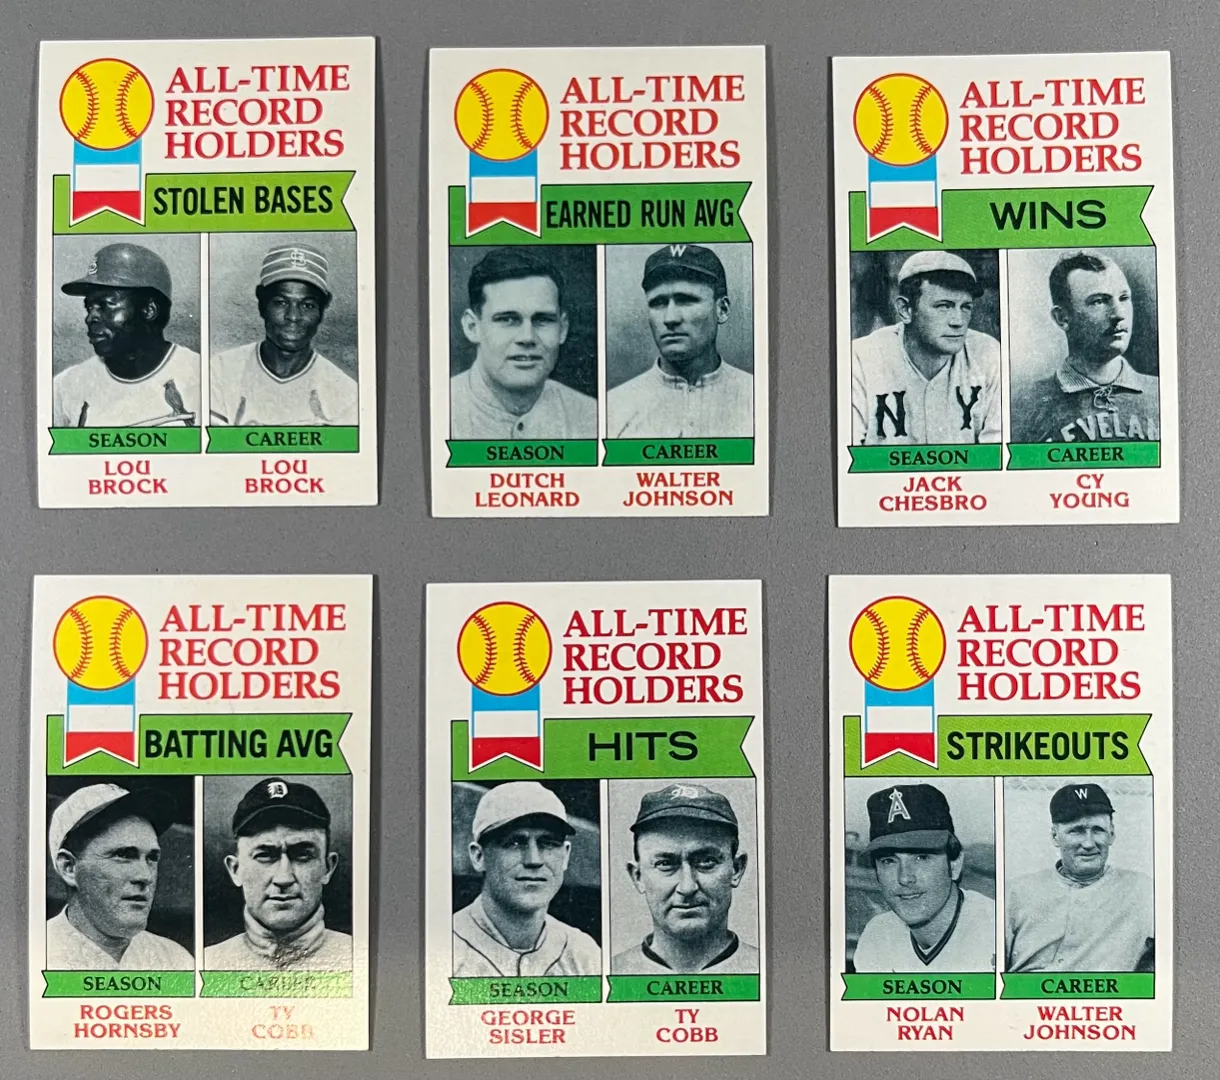 ALL-TIME
RECORD
HOLDERS
STOLEN BASES
SEASON
CAREER
LOU
BROCK
LOU
BROCK
ALL-TIME
RECORD
HOLDERS
EARNED RUN AVG
W
SEASON
CAREER
DUTCH
LEONARD
WALTER
JOHNSON
ALL-TIME
RECORD
HOLDERS
WINS
N Y
CLEVELA
SEASON
CAREER
JACK
CHESBRO
CY
YOUNG
ALL-TIME
RECORD
HOLDERS
BATTING AVG
D
SEASON
CAREER
ROGERS
HORNSBY
TY
COBB
ALL-TIME
RECORD
HOLDERS
HITS
D
SEASON
CAREER
GEORGE
SISLER
TY
COBB
ALL-TIME
RECORD
HOLDERS
STRIKEOUTS
A
W
SEASON
CAREER
NOLAN
RYAN
WALTER
JOHNSON